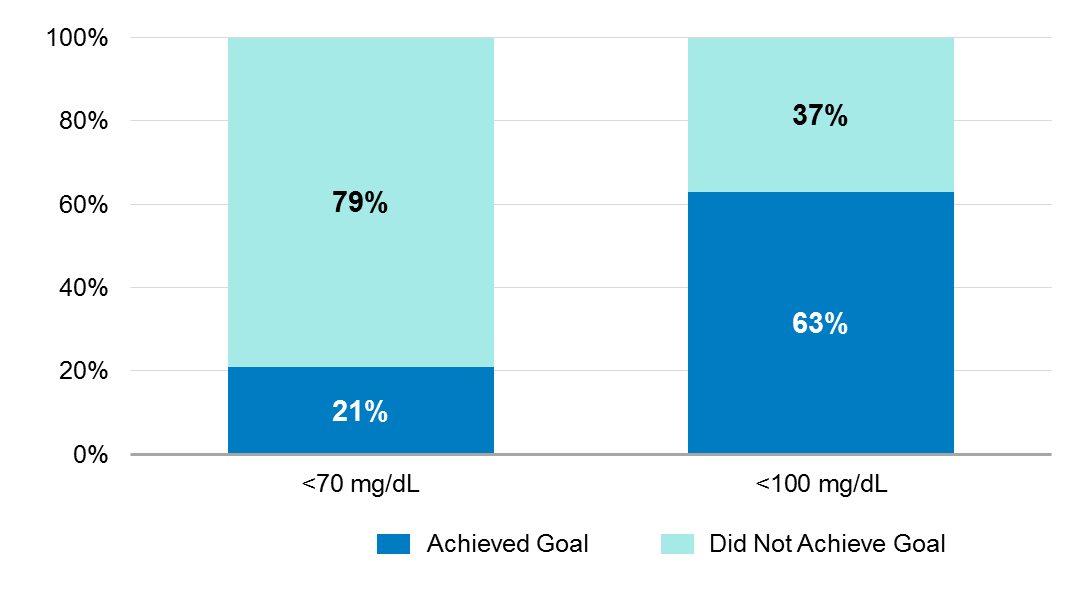 100%
80%
60%
40%
20%
0%
79%
21%
37%
63%
<70 mg/dL
<100 mg/dL
Achieved Goal
Did Not Achieve Goal